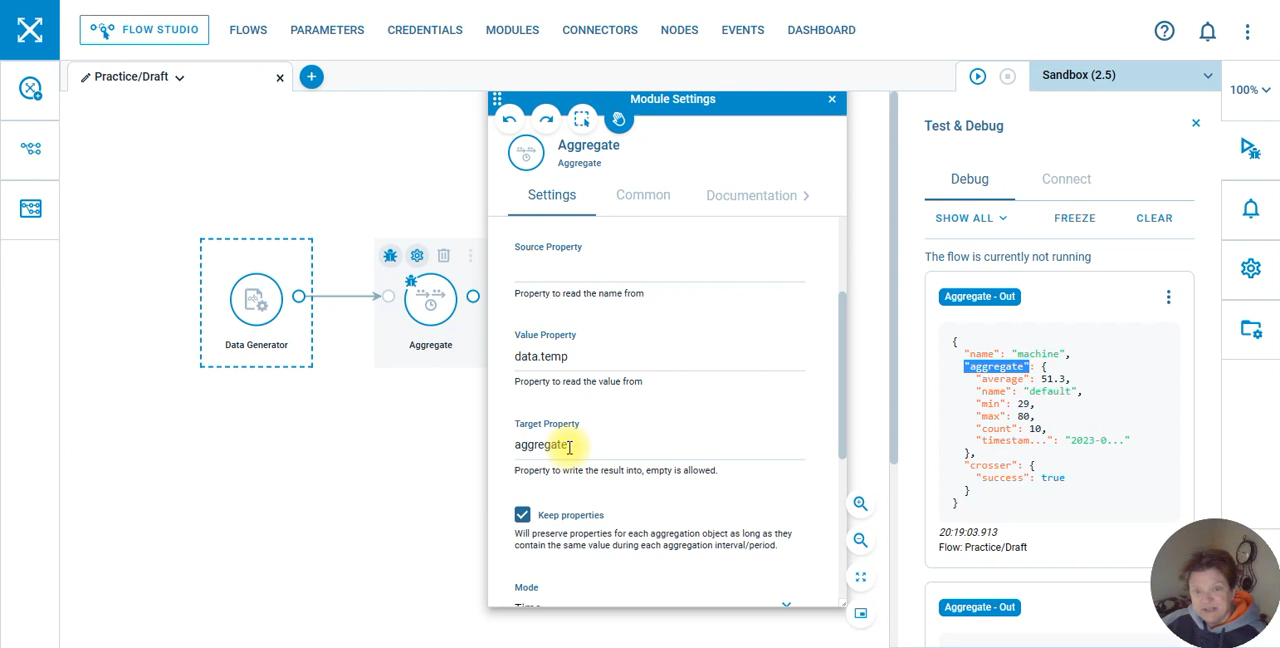 FLOW STUDIO
FLOWS
PARAMETERS
CREDENTIALS
MODULES
CONNECTORS
NODES
EVENTS
DASHBOARD
Practice/Draft
Sandbox (2.5)
100%
Data Generator
Aggregate
Module Settings
Aggregate
Aggregate
Settings
Common
Documentation
Source Property
Property to read the name from
Value Property
data.temp
Property to read the value from
Target Property
aggregate
Property to write the result into, empty is allowed.
Keep properties
Will preserve properties for each aggregation object as long as they
contain the same value during each aggregation interval/period.
Mode
Time
Test & Debug
Debug
Connect
SHOW ALL
FREEZE
CLEAR
The flow is currently not running
Aggregate - Out
{
"name": "machine",
"aggregate": {
"average": 51.3,
"name": "default",
"min": 29,
"max": 80,
"count": 10,
"timestam...": "2023-0..."
},
"crosser": {
"success": true
}
}
20:19:03.913
Flow: Practice/Draft
Aggregate - Out